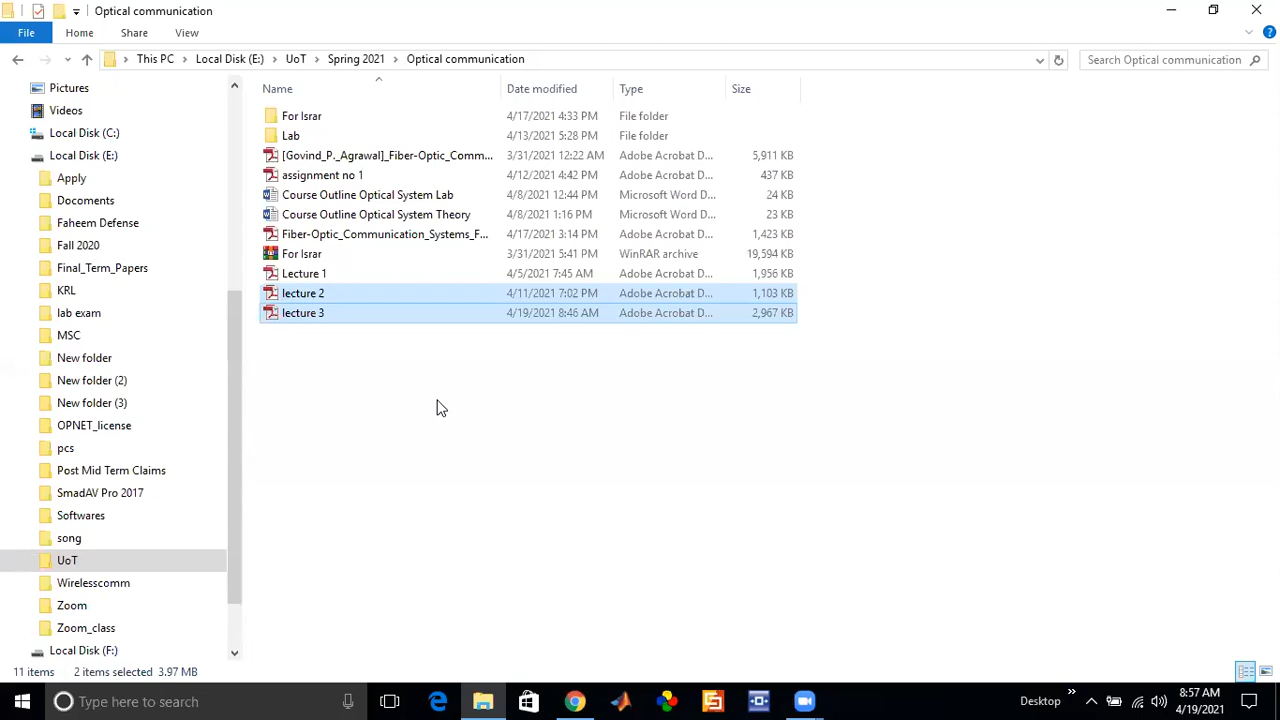 Optical communication
File Home Share View
This PC Local Disk (E:) UoT Spring 2021 Optical communication Search Optical communication
Name Date modified Type Size
Pictures
Videos
Local Disk (C:)
Local Disk (E:)
Apply
Docoments
Faheem Defense
Fall 2020
Final_Term_Papers
KRL
lab exam
MSC
New folder
New folder (2)
New folder (3)
OPNET_license
pcs
Post Mid Term Claims
SmadAV Pro 2017
Softwares
song
UoT
Wirelesscomm
Zoom
Zoom_class
Local Disk (F:)
For Israr 4/17/2021 4:33 PM File folder
Lab 4/13/2021 5:28 PM File folder
[Govind_P._Agrawal]_Fiber-Optic_Comm... 3/31/2021 12:22 AM Adobe Acrobat D... 5,911 KB
assignment no 1 4/12/2021 4:42 PM Adobe Acrobat D... 437 KB
Course Outline Optical System Lab 4/8/2021 12:44 PM Microsoft Word D... 24 KB
Course Outline Optical System Theory 4/8/2021 1:16 PM Microsoft Word D... 23 KB
Fiber-Optic_Communication_Systems_F... 4/17/2021 3:14 PM Adobe Acrobat D... 1,423 KB
For Israr 3/31/2021 5:41 PM WinRAR archive 19,594 KB
Lecture 1 4/5/2021 7:45 AM Adobe Acrobat D... 1,956 KB
lecture 2 4/11/2021 7:02 PM Adobe Acrobat D... 1,103 KB
lecture 3 4/19/2021 8:46 AM Adobe Acrobat D... 2,967 KB
11 items 2 items selected 3.97 MB
Type here to search Desktop 8:57 AM
4/19/2021